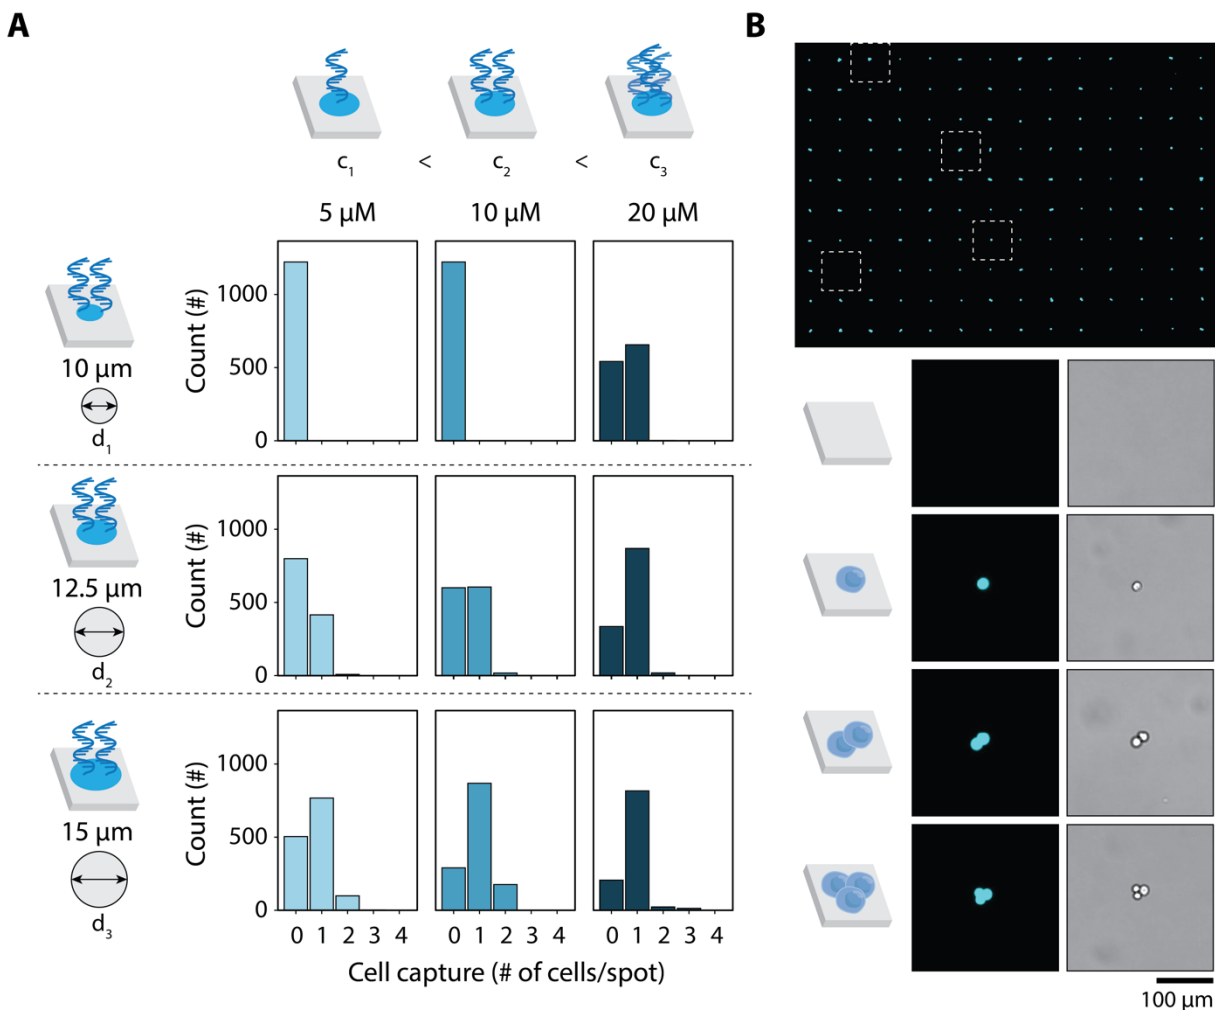 A
B
c1 < c2 < c3
5 µM 10 µM 20 µM
10 µm
d1
Count (#)
1000
500
0
12.5 µm
d2
Count (#)
1000
500
0
15 µm
d3
Count (#)
1000
500
0
0 1 2 3 4 0 1 2 3 4 0 1 2 3 4
Cell capture (# of cells/spot)
100 µm